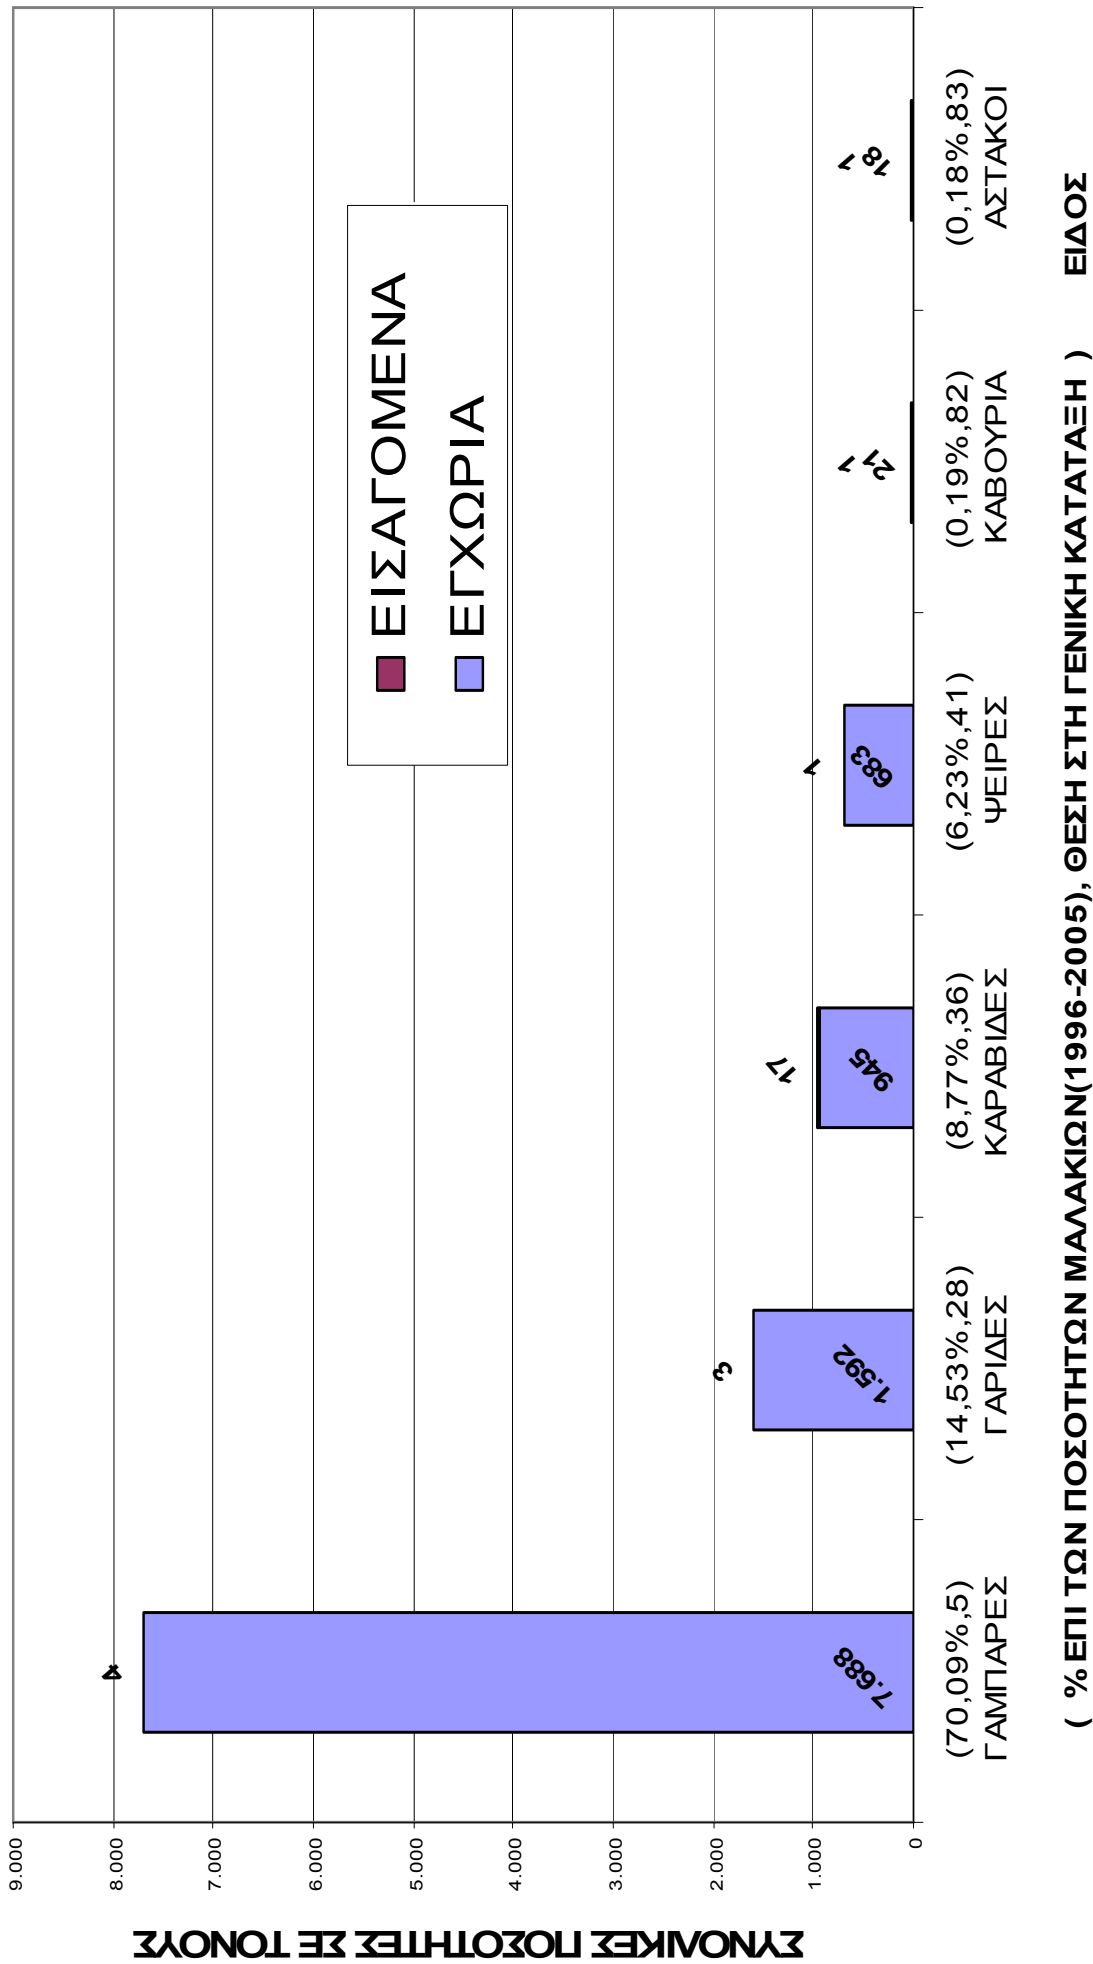 ΣΥΝΟΛΙΚΕΣ ΠΟΣΟΤΗΤΕΣ ΣΕ ΤΟΝΟΥΣ
9.000
8.000
7.000
6.000
5.000
4.000
3.000
2.000
1.000
0
ΕΙΣΑΓΟΜΕΝΑ
ΕΓΧΩΡΙΑ
4
7.688
3
1.592
17
945
1
683
1
21
1
18
(70,09%,5)
ΓΑΜΠΑΡΕΣ
(14,53%,28)
ΓΑΡΙΔΕΣ
(8,77%,36)
ΚΑΡΑΒΙΔΕΣ
(6,23%,41)
ΨΕΙΡΕΣ
(0,19%,82)
ΚΑΒΟΥΡΙΑ
(0,18%,83)
ΑΣΤΑΚΟΙ
( % ΕΠΙ ΤΩΝ ΠΟΣΟΤΗΤΩΝ ΜΑΛΑΚΙΩΝ(1996-2005), ΘΕΣΗ ΣΤΗ ΓΕΝΙΚΗ ΚΑΤΑΤΑΞΗ ) ΕΙΔΟΣ